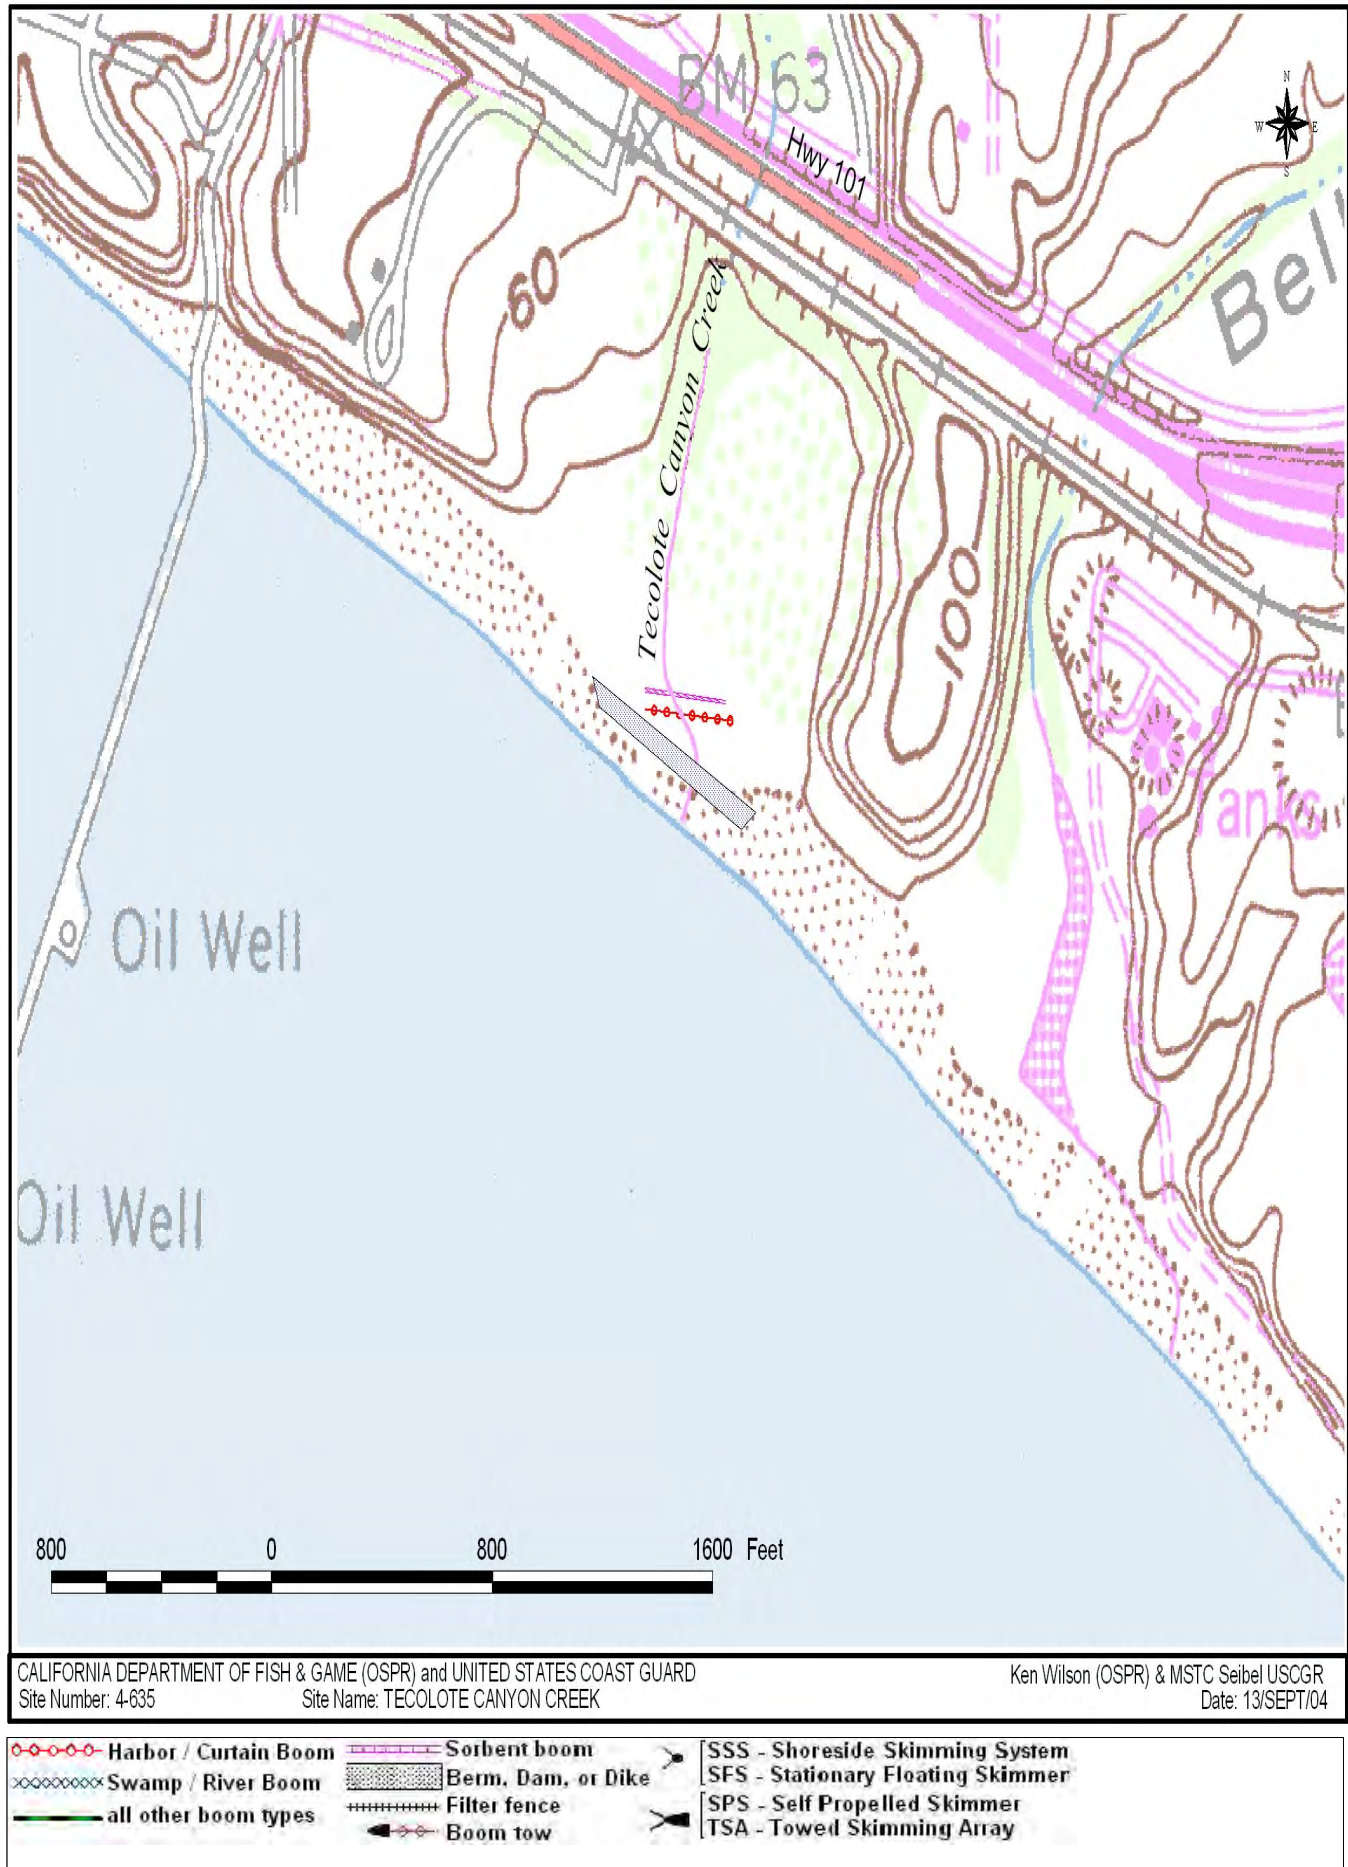 BM 63
Hwy 101
N
W E
S
Bel
60
Tecolote Canyon Creek
100
Tanks
Oil Well
Oil Well
800 0 800 1600 Feet
CALIFORNIA DEPARTMENT OF FISH & GAME (OSPR) and UNITED STATES COAST GUARD
Ken Wilson (OSPR) & MSTC Seibel USCGR
Site Number: 4-635
Site Name: TECOLOTE CANYON CREEK
Date: 13/SEPT/04
Harbor / Curtain Boom
Swamp / River Boom
all other boom types
Sorbent boom
Berm, Dam, or Dike
Filter fence
Boom tow
SSS - Shoreside Skimming System
SFS - Stationary Floating Skimmer
SPS - Self Propelled Skimmer
TSA - Towed Skimming Array